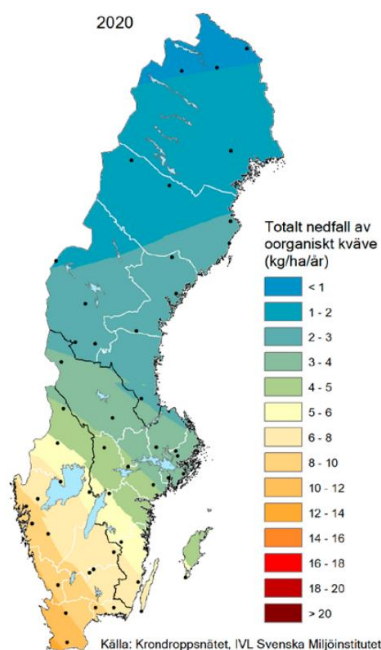 2020
Totalt nedfall av
oorganiskt kväve
(kg/ha/år)
< 1
1 - 2
2 - 3
3 - 4
4 - 5
5 - 6
6 - 8
8 - 10
10 - 12
12 - 14
14 - 16
16 - 18
18 - 20
> 20
Källa: Krondroppsnätet, IVL Svenska Miljöinstitutet